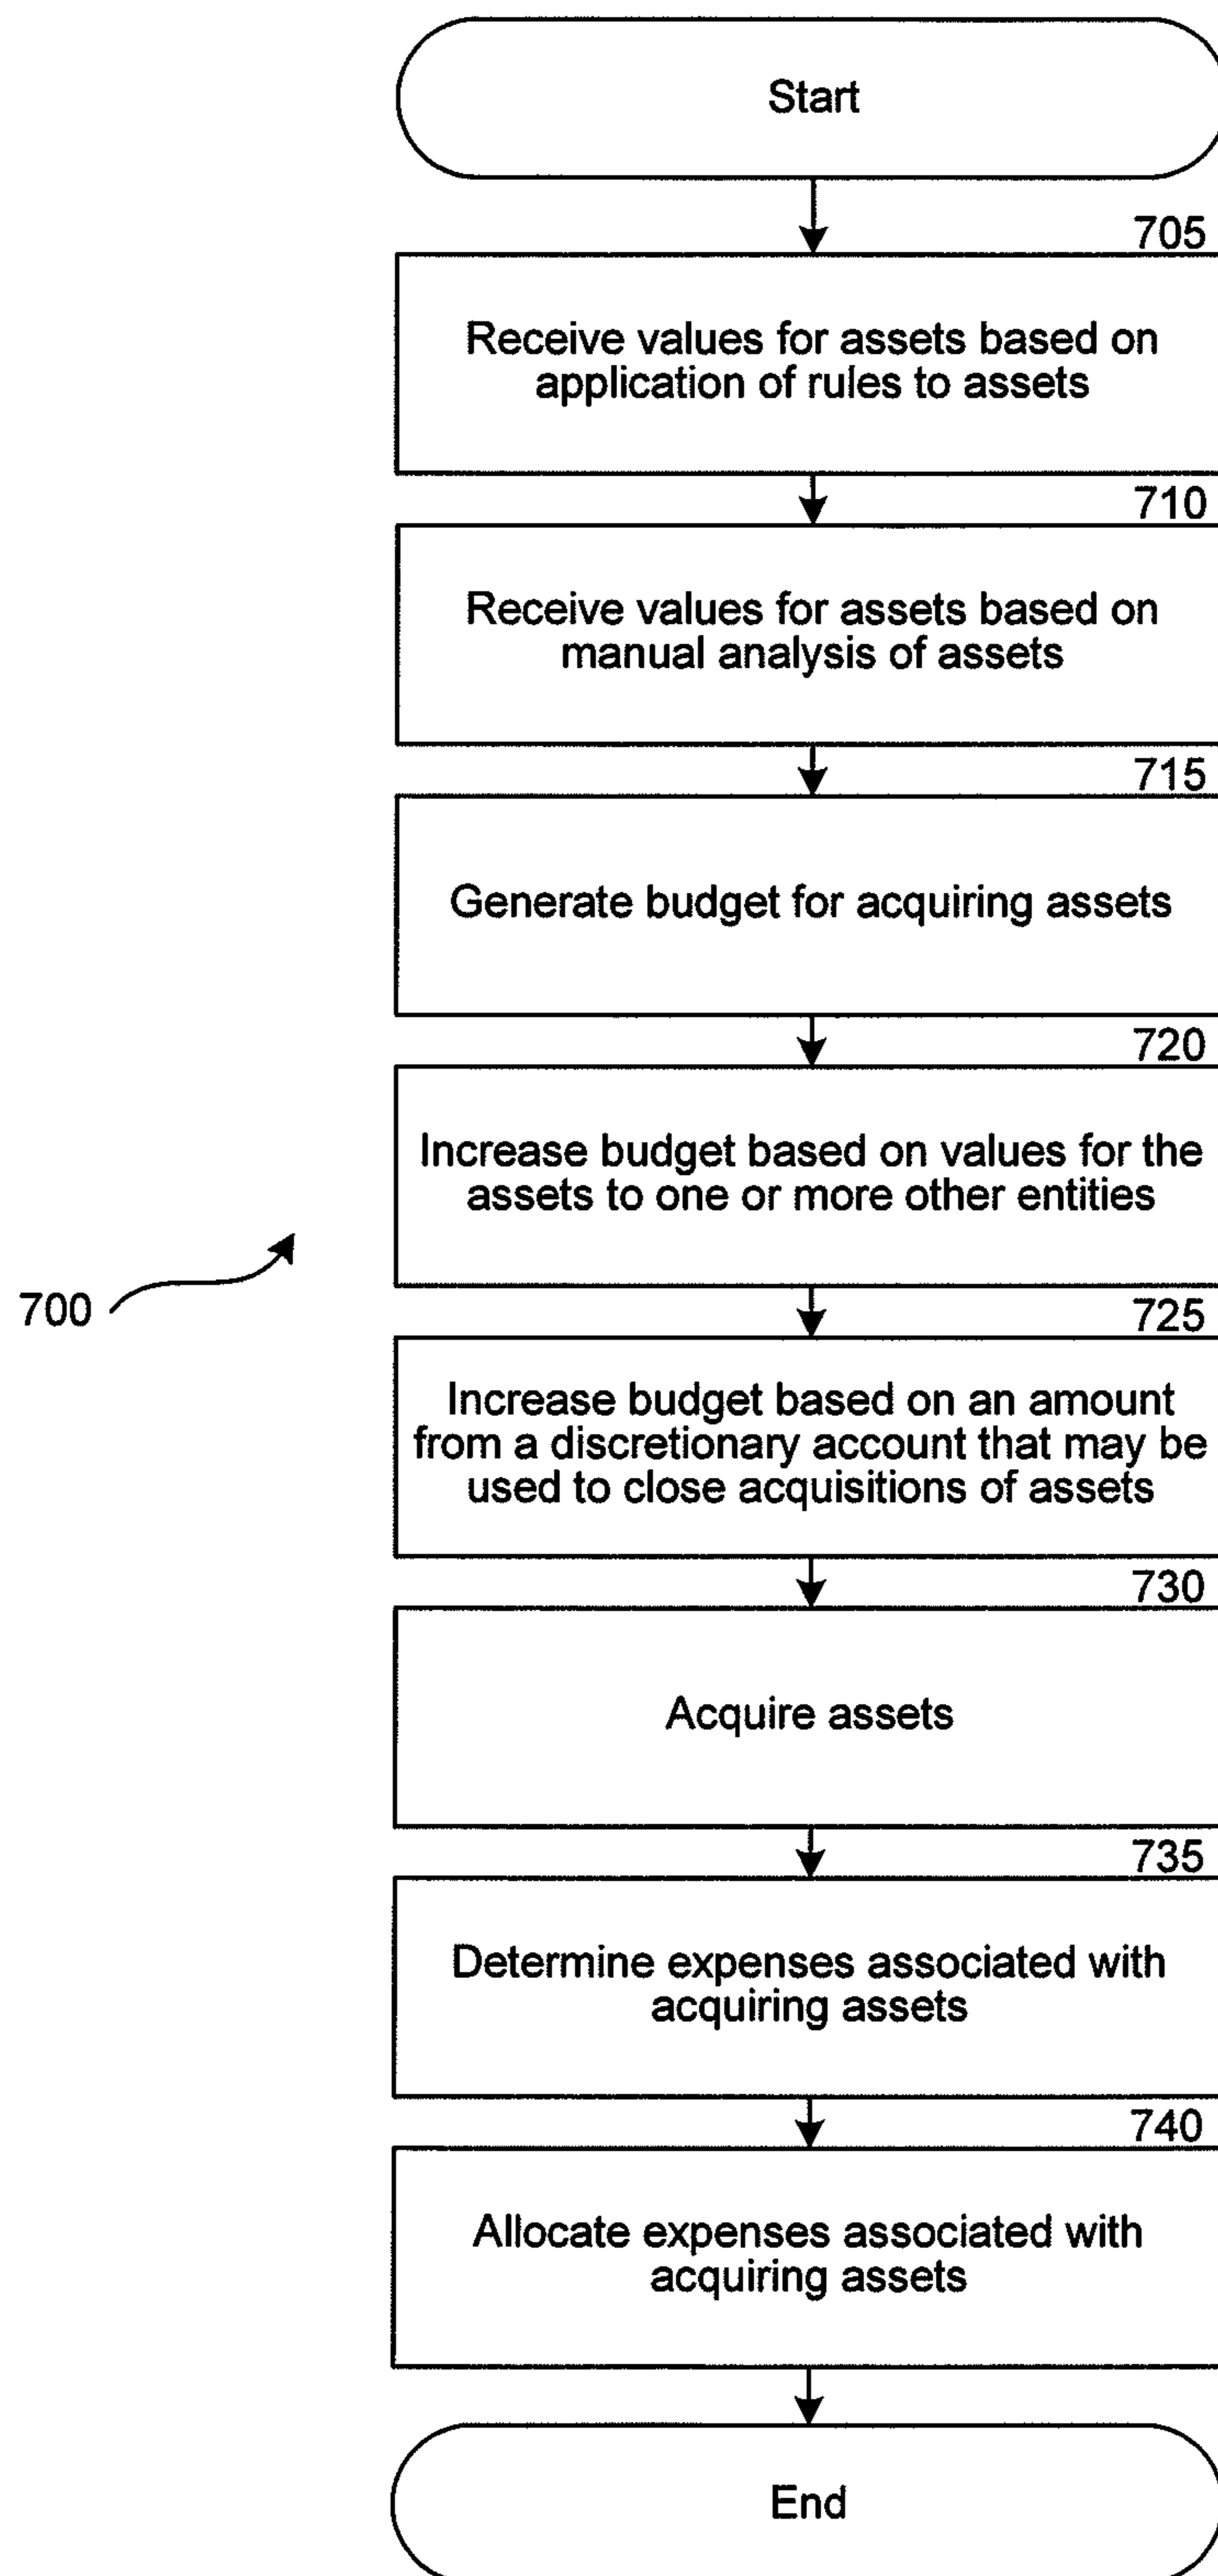 Start
705
Receive values for assets based on
application of rules to assets
710
Receive values for assets based on
manual analysis of assets
715
Generate budget for acquiring assets
720
Increase budget based on values for the
assets to one or more other entities
700
725
Increase budget based on an amount
from a discretionary account that may be
used to close acquisitions of assets
730
Acquire assets
735
Determine expenses associated with
acquiring assets
740
Allocate expenses associated with
acquiring assets
End